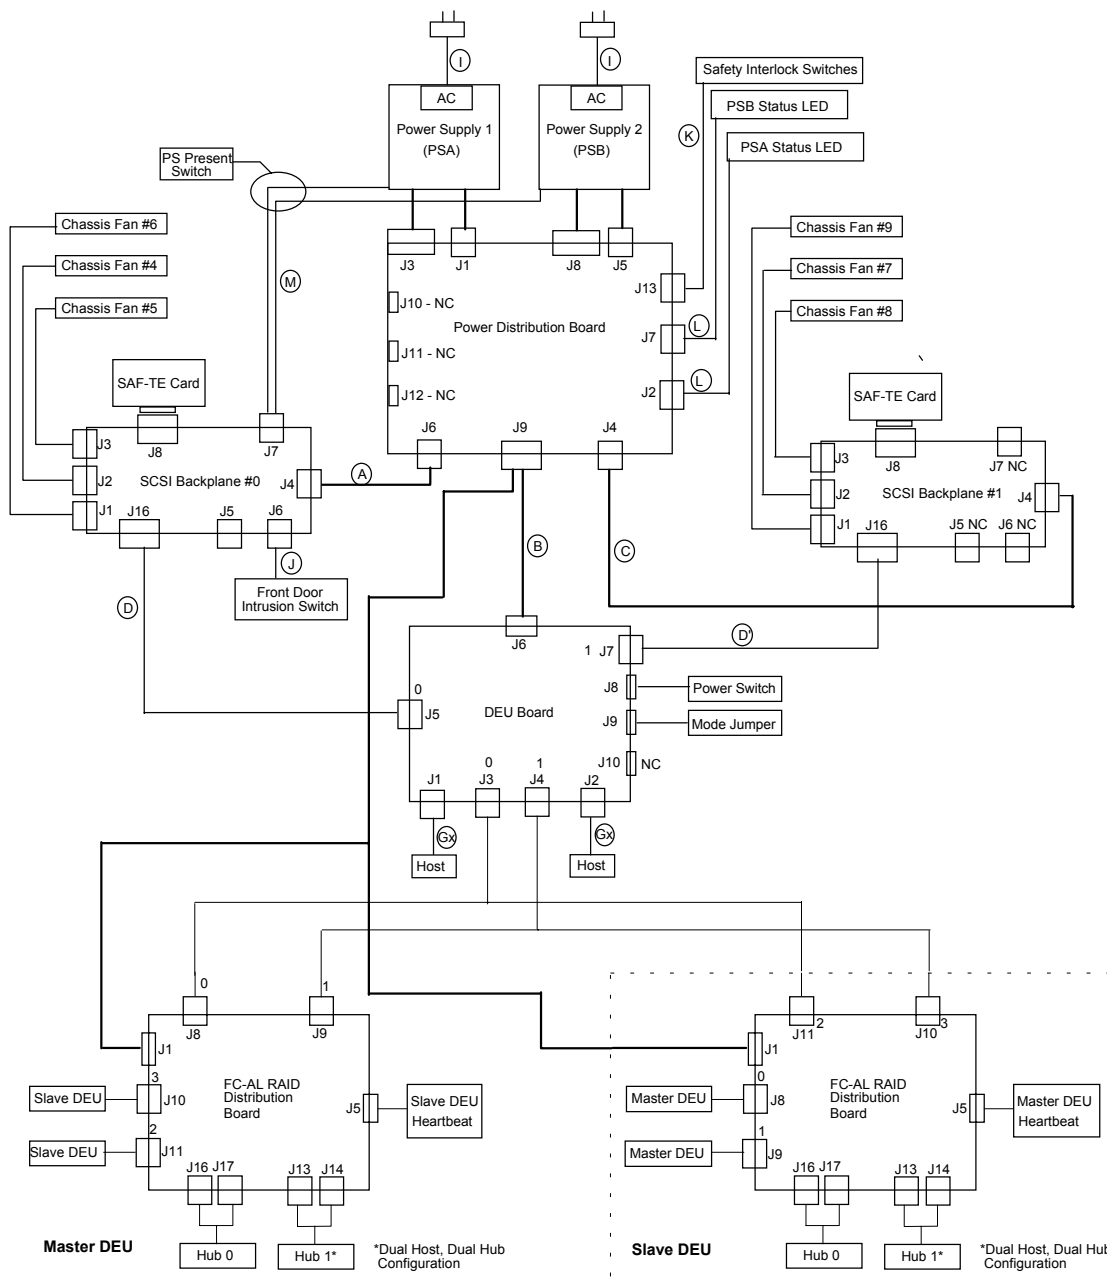 I
I
AC
AC
Power Supply 1
(PSA)
Power Supply 2
(PSB)
Safety Interlock Switches
PSB Status LED
PSA Status LED
K
PS Present
Switch
Chassis Fan #6
Chassis Fan #4
Chassis Fan #5
M
J3
J1
J8
J5
J13
J10 - NC
Power Distribution Board
J11 - NC
J7
L
J12 - NC
J2
L
J6
J9
J4
Chassis Fan #9
Chassis Fan #7
Chassis Fan #8
SAF-TE Card
J3
J8
J7
J2
SCSI Backplane #0
J4
A
J1
J16
J5
J6
J
Front Door
Intrusion Switch
D
B
C
SAF-TE Card
J3
J8
J7 NC
J2
SCSI Backplane #1
J4
J1
J16
J5 NC
J6 NC
D'
J6
1
J7
J8
Power Switch
0
J5
DEU Board
J9
Mode Jumper
J10
NC
0
1
J1
J3
J4
J2
Gx
Gx
Host
Host
0
1
J8
J9
J1
3
FC-AL RAID
Distribution
Board
Slave DEU
J10
J5
Slave DEU
Heartbeat
2
Slave DEU
J11
J16
J17
J13
J14
Master DEU
Hub 0
Hub 1*
*Dual Host, Dual Hub
Configuration
J11
2
J10
3
J1
0
FC-AL RAID
Distribution
Board
Master DEU
J8
J5
Master DEU
Heartbeat
1
Master DEU
J9
J16
J17
J13
J14
Slave DEU
Hub 0
Hub 1*
*Dual Host, Dual Hub
Configuration